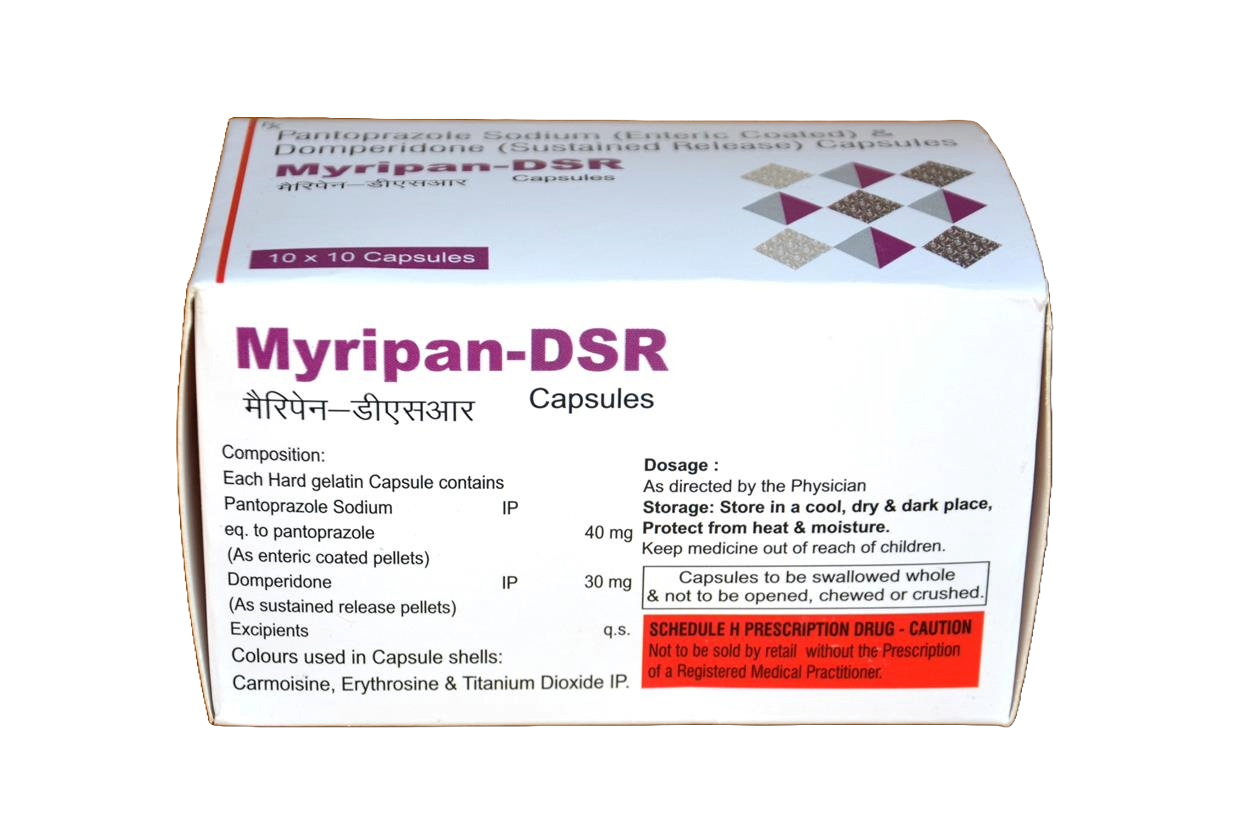 Rx
Pantoprazole Sodium (Enteric Coated) &
Domperidone (Sustained Release) Capsules
Myripan-DSR
मैरिपेन–डीएसआर Capsules
10 x 10 Capsules
Myripan-DSR
मैरिपेन–डीएसआर Capsules
Composition:
Each Hard gelatin Capsule contains
Pantoprazole Sodium IP
eq. to pantoprazole 40 mg
(As enteric coated pellets)
Domperidone IP 30 mg
(As sustained release pellets)
Excipients q.s.
Colours used in Capsule shells:
Carmoisine, Erythrosine & Titanium Dioxide IP.
Dosage :
As directed by the Physician
Storage: Store in a cool, dry & dark place,
Protect from heat & moisture.
Keep medicine out of reach of children.
Capsules to be swallowed whole
& not to be opened, chewed or crushed.
SCHEDULE H PRESCRIPTION DRUG - CAUTION
Not to be sold by retail without the Prescription
of a Registered Medical Practitioner.